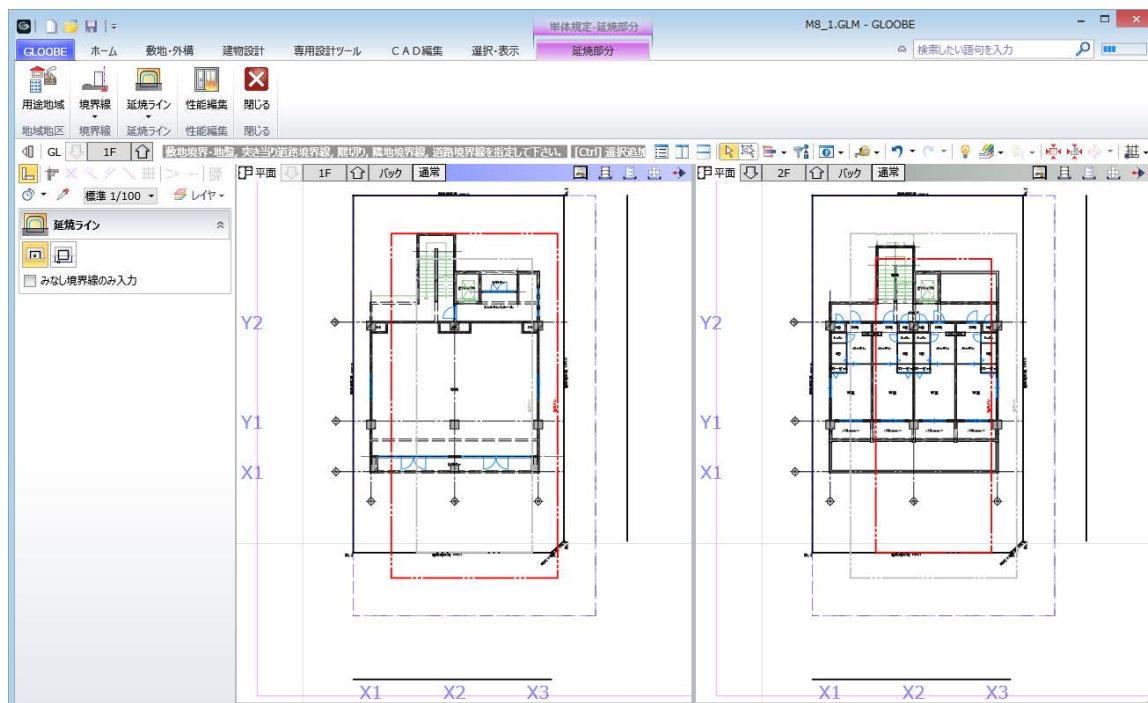 単体規定-延焼部分
M8_1.GLM - GLOOBE
GLOOBE ホーム 敷地・外構 建物設計 専用設計ツール CAD編集 選択・表示 延焼部分 検索したい語句を入力
用途地域 境界線 延焼ライン 性能編集 閉じる
地域地区 境界線 延焼ライン 性能編集 閉じる
GL 1F 敷地境界-地盤, 突き当り道路境界線, 隅切り, 隣地境界線, 道路境界線を指定して下さい。 [Ctrl] 選択追加
平面 1F バック 通常
平面 2F バック 通常
標準 1/100 レイヤ
延焼ライン
みなし境界線のみ入力
Y2
Y1
X1
X1 X2 X3
Y2
Y1
X1
X1 X2 X3